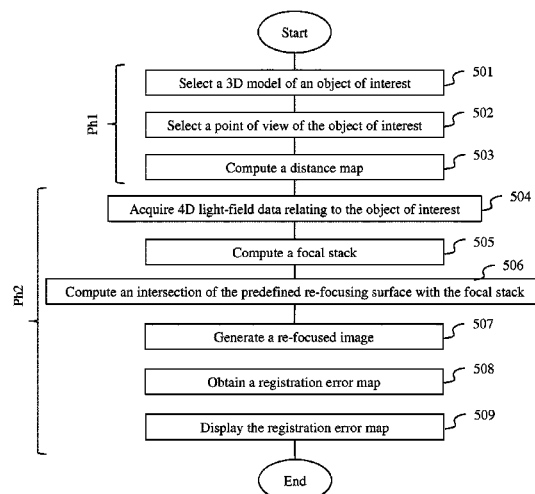 Start
Ph1
Select a 3D model of an object of interest
501
Select a point of view of the object of interest
502
Compute a distance map
503
Ph2
Acquire 4D light-field data relating to the object of interest
504
Compute a focal stack
505
506
Compute an intersection of the predefined re-focusing surface with the focal stack
Generate a re-focused image
507
Obtain a registration error map
508
Display the registration error map
509
End